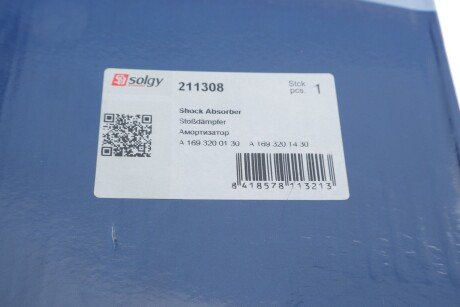 solgy
211308
Stck
pcs. 1
Shock Absorber
Stoßdämpfer
Амортизатор
A 169 320 01 30 A 169 320 14 30
8 418578 113213